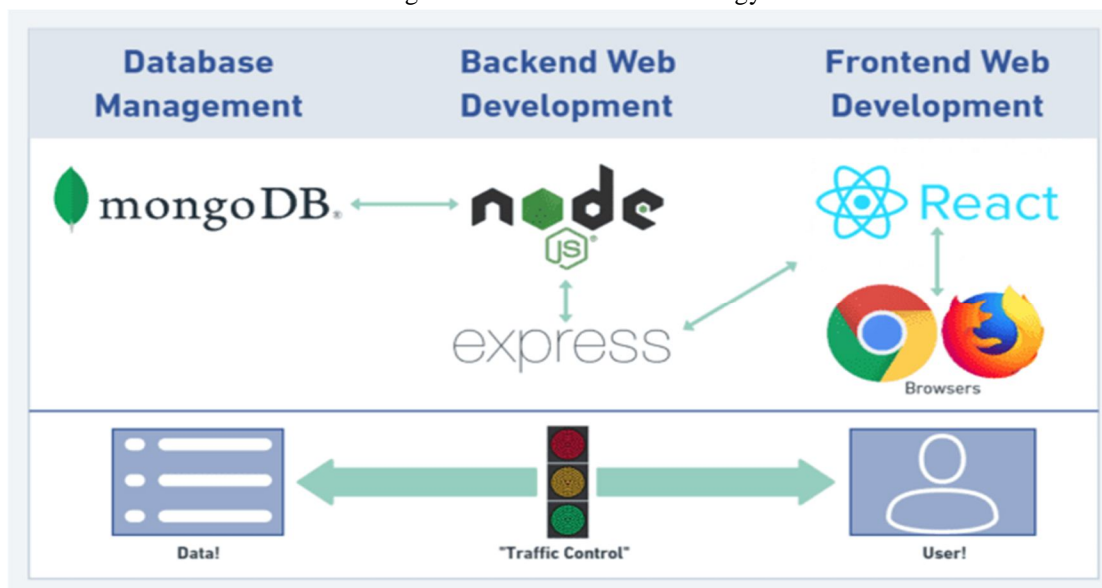 Database
Management
Backend Web
Development
Frontend Web
Development
mongoDB®
node
JS®
express
React
Browsers
Data!
"Traffic Control"
User!